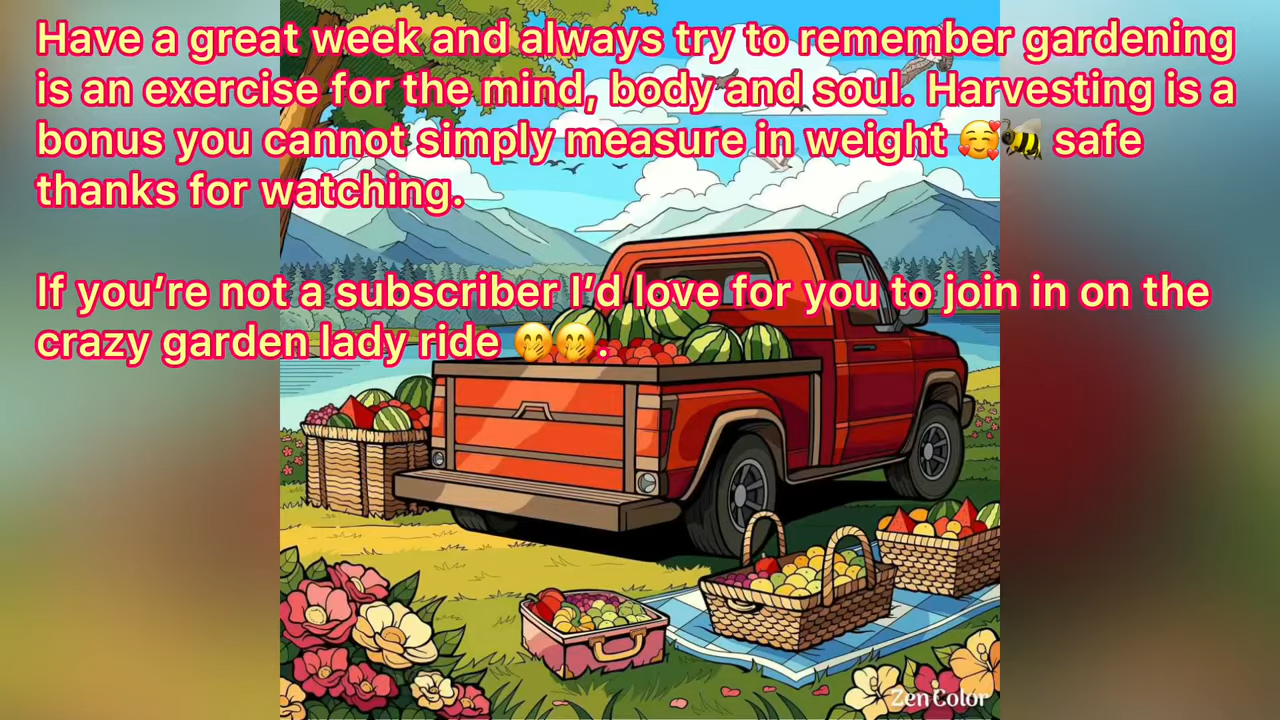 Have a great week and always try to remember gardening
is an exercise for the mind, body and soul. Harvesting is a
bonus you cannot simply measure in weight 🥰🐝 safe
thanks for watching.
If you’re not a subscriber I’d love for you to join in on the
crazy garden lady ride 🤭🤭.
Zen Color